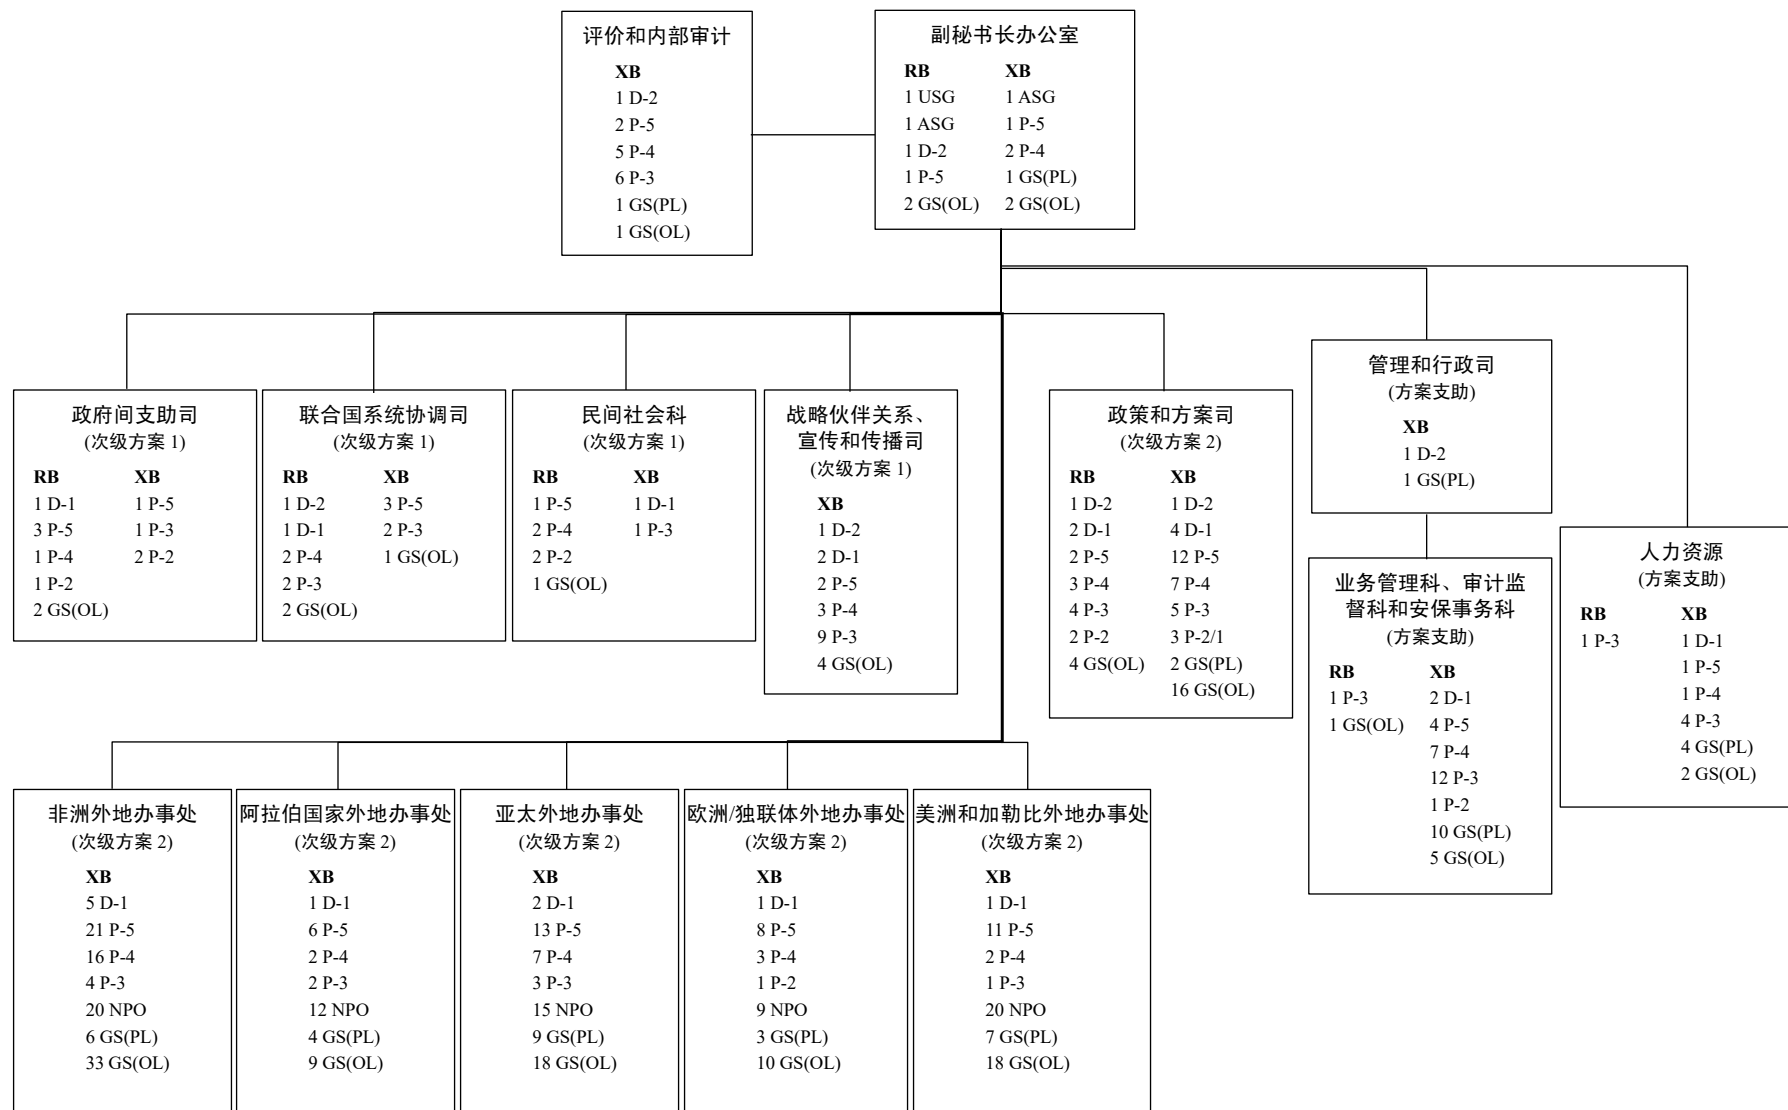 评价和内部审计
XB
1 D-2
2 P-5
5 P-4
6 P-3
1 GS(PL)
1 GS(OL)
副秘书长办公室
RB XB
1 USG 1 ASG
1 ASG 1 P-5
1 D-2 2 P-4
1 P-5 1 GS(PL)
2 GS(OL) 2 GS(OL)
政府间支助司
(次级方案 1)
RB XB
1 D-1 1 P-5
3 P-5 1 P-3
1 P-4 2 P-2
1 P-2
2 GS(OL)
联合国系统协调司
(次级方案 1)
RB XB
1 D-2 3 P-5
1 D-1 2 P-3
2 P-4 1 GS(OL)
2 P-3
2 GS(OL)
民间社会科
(次级方案 1)
RB XB
1 P-5 1 D-1
2 P-4 1 P-3
2 P-2
1 GS(OL)
战略伙伴关系、
宣传和传播司
(次级方案 1)
XB
1 D-2
2 D-1
2 P-5
3 P-4
9 P-3
4 GS(OL)
政策和方案司
(次级方案 2)
RB XB
1 D-2 1 D-2
2 D-1 4 D-1
2 P-5 12 P-5
3 P-4 7 P-4
4 P-3 5 P-3
2 P-2 3 P-2/1
4 GS(OL) 2 GS(PL)
16 GS(OL)
管理和行政司
(方案支助)
XB
1 D-2
1 GS(PL)
业务管理科、审计监
督科和安保事务科
(方案支助)
RB XB
1 P-3 2 D-1
1 GS(OL) 4 P-5
7 P-4
12 P-3
1 P-2
10 GS(PL)
5 GS(OL)
人力资源
(方案支助)
RB XB
1 P-3 1 D-1
1 P-5
1 P-4
4 P-3
4 GS(PL)
2 GS(OL)
非洲外地办事处
(次级方案 2)
XB
5 D-1
21 P-5
16 P-4
4 P-3
20 NPO
6 GS(PL)
33 GS(OL)
阿拉伯国家外地办事处
(次级方案 2)
XB
1 D-1
6 P-5
2 P-4
2 P-3
12 NPO
4 GS(PL)
9 GS(OL)
亚太外地办事处
(次级方案 2)
XB
2 D-1
13 P-5
7 P-4
3 P-3
15 NPO
9 GS(PL)
18 GS(OL)
欧洲/独联体外地办事处
(次级方案 2)
XB
1 D-1
8 P-5
3 P-4
1 P-2
9 NPO
3 GS(PL)
10 GS(OL)
美洲和加勒比外地办事处
(次级方案 2)
XB
1 D-1
11 P-5
2 P-4
1 P-3
20 NPO
7 GS(PL)
18 GS(OL)